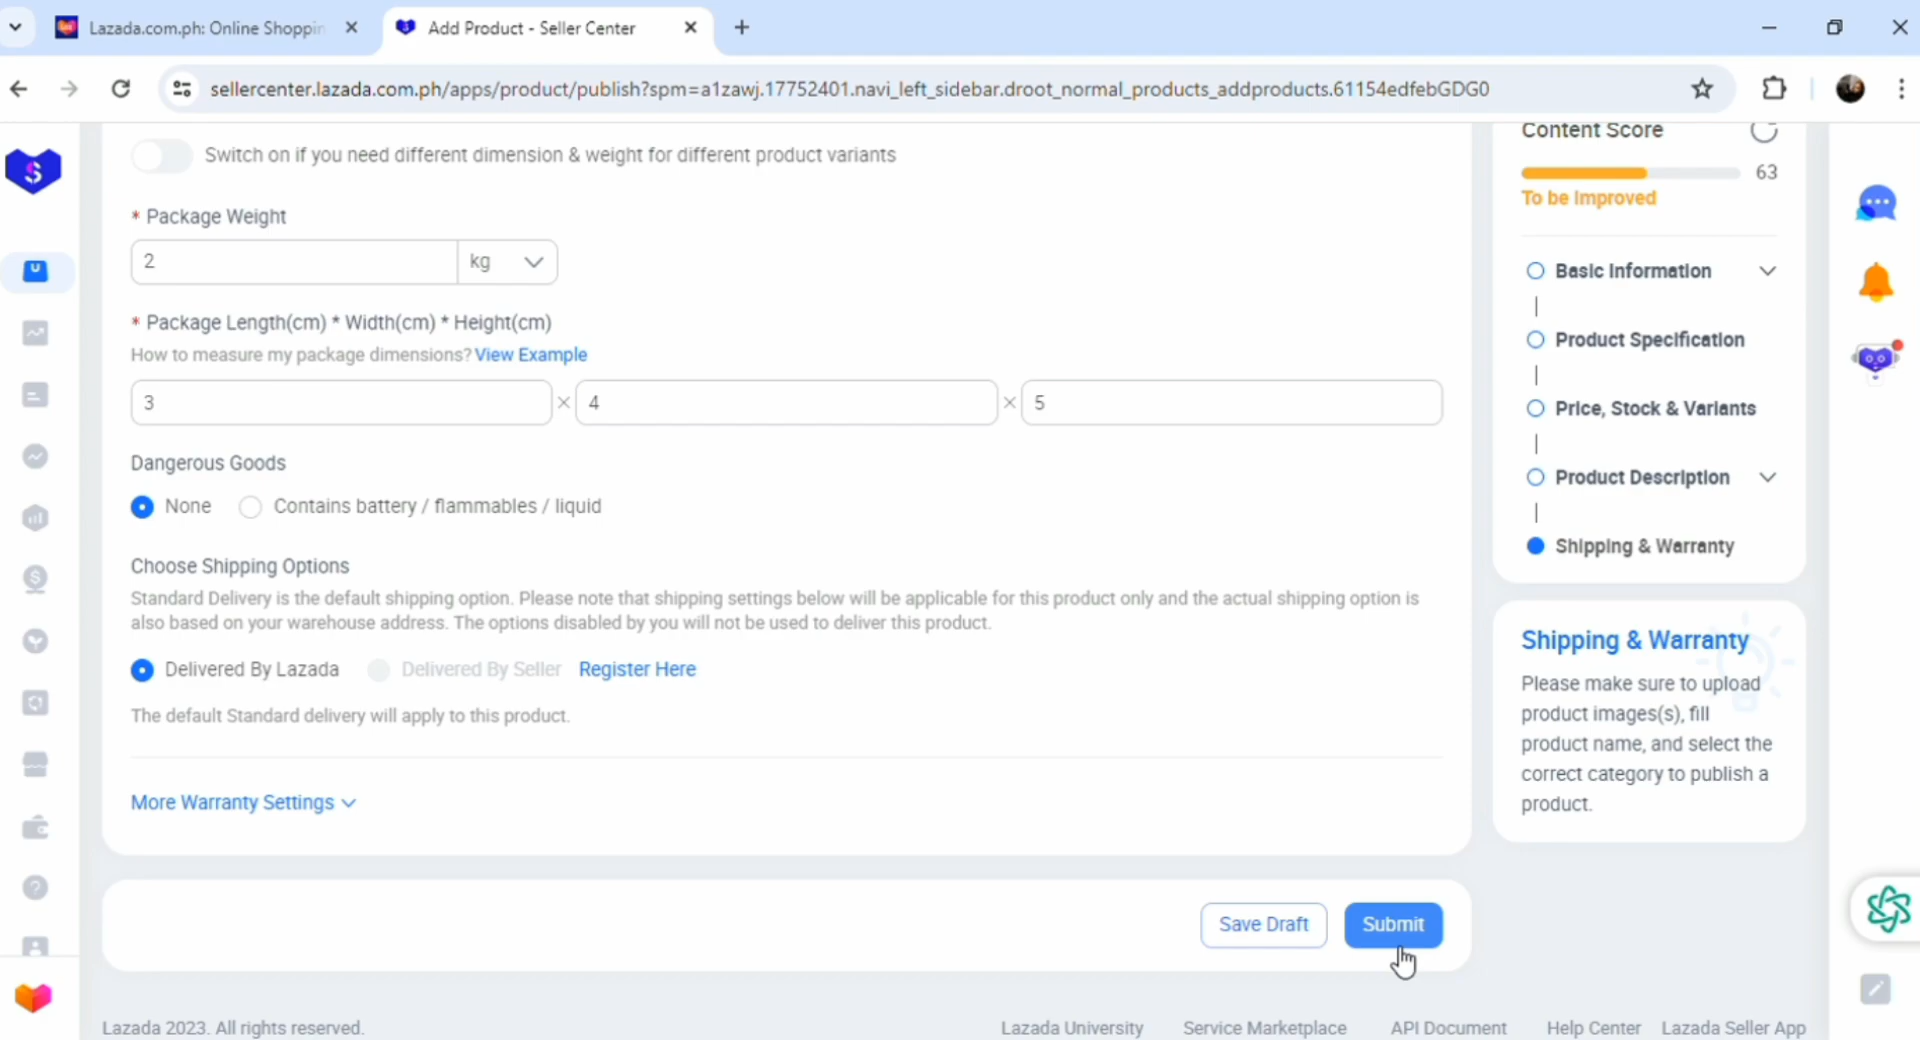 Lazada.com.ph: Online Shoppin
Add Product - Seller Center
sellercenter.lazada.com.ph/apps/product/publish?spm=a1zawj.17752401.navi_left_sidebar.droot_normal_products_addproducts.61154edfebGDG0
Switch on if you need different dimension & weight for different product variants
* Package Weight
2
kg
* Package Length(cm) * Width(cm) * Height(cm)
How to measure my package dimensions? View Example
3 × 4 × 5
Dangerous Goods
None
Contains battery / flammables / liquid
Choose Shipping Options
Standard Delivery is the default shipping option. Please note that shipping settings below will be applicable for this product only and the actual shipping option is
also based on your warehouse address. The options disabled by you will not be used to deliver this product.
Delivered By Lazada
Delivered By Seller
Register Here
The default Standard delivery will apply to this product.
More Warranty Settings
Save Draft
Submit
Content Score
63
To be Improved
Basic Information
Product Specification
Price, Stock & Variants
Product Description
Shipping & Warranty
Shipping & Warranty
Please make sure to upload
product images(s), fill
product name, and select the
correct category to publish a
product.
Lazada 2023. All rights reserved.
Lazada University
Service Marketplace
API Document
Help Center
Lazada Seller App